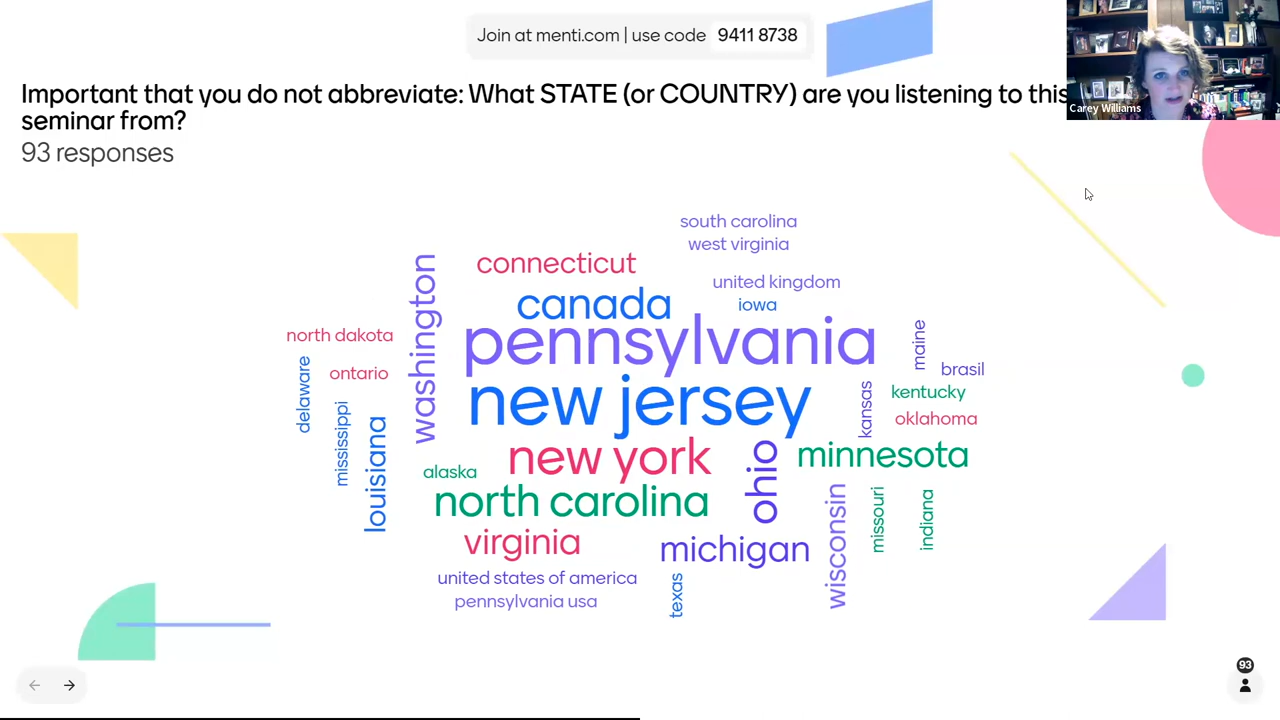 Join at menti.com | use code 9411 8738
Important that you do not abbreviate: What STATE (or COUNTRY) are you listening to this
seminar from?
93 responses
Carey Williams
south carolina
west virginia
connecticut
washington
united kingdom
canada
iowa
pennsylvania
north dakota
maine
delaware
ontario
brasil
new jersey
kansas
kentucky
mississippi
oklahoma
louisiana
new york
ohio
minnesota
alaska
north carolina
wisconsin
missouri
indiana
virginia
michigan
united states of america
texas
pennsylvania usa
93